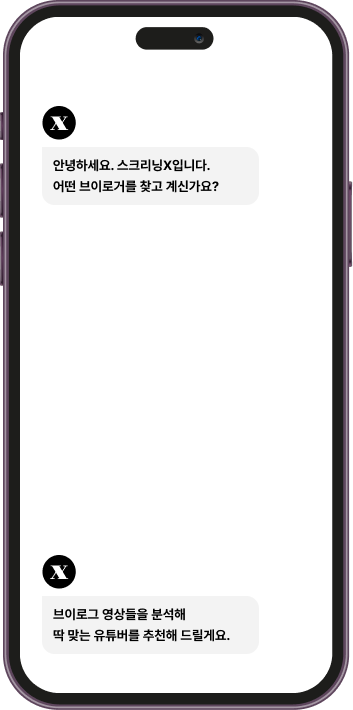 X
안녕하세요. 스크리닝X입니다.
어떤 브이로거를 찾고 계신가요?
X
브이로그 영상들을 분석해
딱 맞는 유튜버를 추천해 드릴게요.